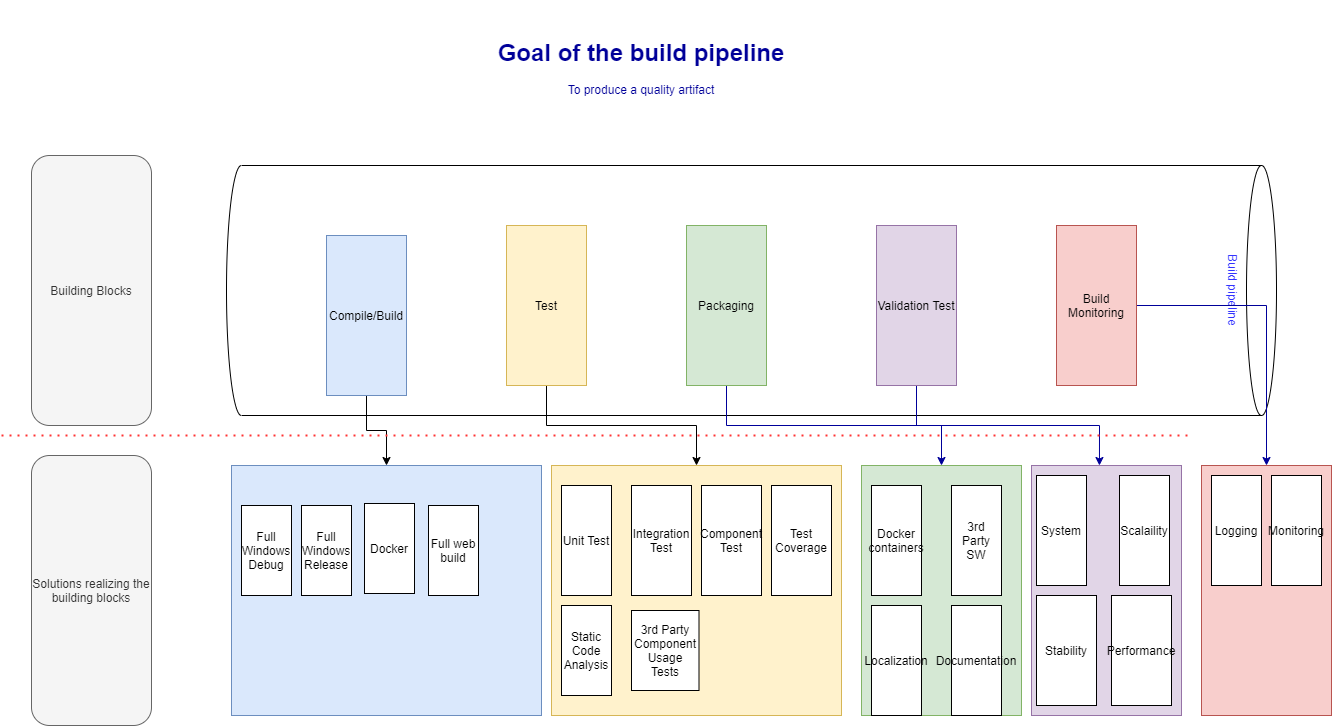 Goal of the build pipeline
To produce a quality artifact
Building Blocks
Compile/Build
Test
Packaging
Validation Test
Build
Monitoring
Build pipeline
Solutions realizing the
building blocks
Full
Windows
Debug
Full
Windows
Release
Docker
Full web
build
Unit Test
Integration
Test
Component
Test
Test
Coverage
Static
Code
Analysis
3rd Party
Component
Usage
Tests
Docker
containers
3rd
Party
SW
Localization
Documentation
System
Scalaility
Stability
Performance
Logging
Monitoring